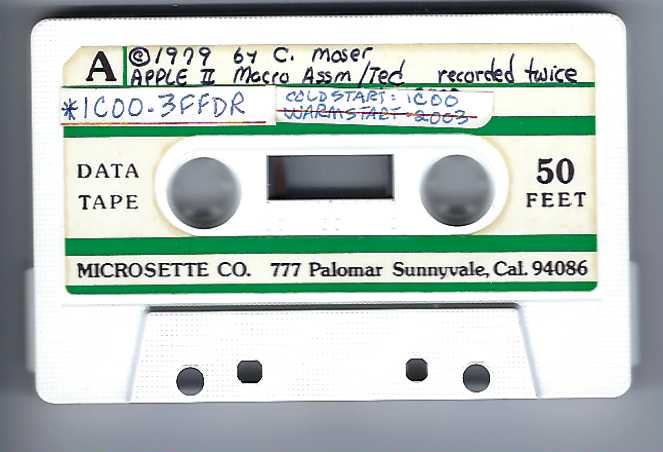 A
©1979 by C. Moser
APPLE II Macro Assm/Ted recorded twice
*1C00-3FFDR
COLDSTART: 1C00
WARMSTART-2003
DATA
TAPE
50
FEET
MICROSETTE CO. 777 Palomar Sunnyvale, Cal. 94086